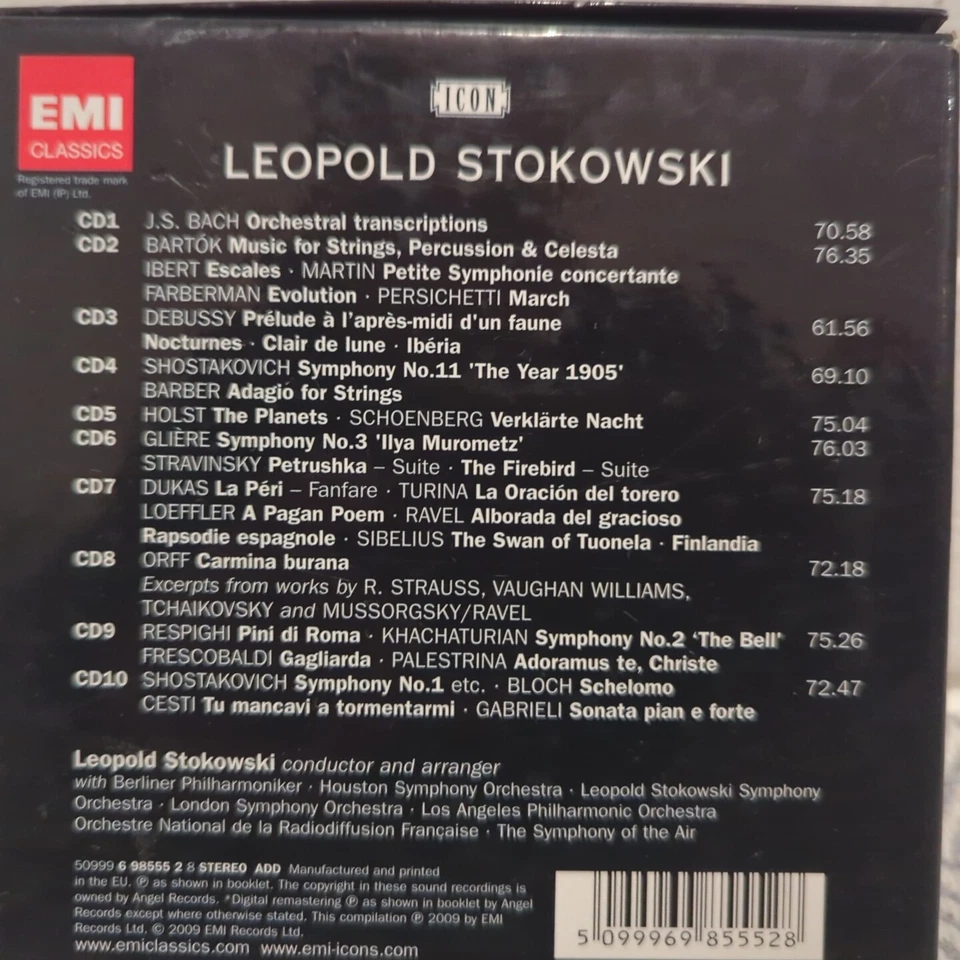 EMI
CLASSICS
Registered trade mark
of EMI (IP) Ltd.
ICON
LEOPOLD STOKOWSKI
CD1 J.S. BACH Orchestral transcriptions 70.58
CD2 BARTÓK Music for Strings, Percussion & Celesta 76.35
IBERT Escales · MARTIN Petite Symphonie concertante
FARBERMAN Evolution · PERSICHETTI March
CD3 DEBUSSY Prélude à l'après-midi d'un faune 61.56
Nocturnes · Clair de lune · Ibéria
CD4 SHOSTAKOVICH Symphony No.11 'The Year 1905' 69.10
BARBER Adagio for Strings
CD5 HOLST The Planets · SCHOENBERG Verklärte Nacht 75.04
CD6 GLIÈRE Symphony No.3 'Ilya Murometz' 76.03
STRAVINSKY Petrushka – Suite · The Firebird – Suite
CD7 DUKAS La Péri – Fanfare · TURINA La Oración del torero 75.18
LOEFFLER A Pagan Poem · RAVEL Alborada del gracioso
Rapsodie espagnole · SIBELIUS The Swan of Tuonela · Finlandia
CD8 ORFF Carmina burana 72.18
Excerpts from works by R. STRAUSS, VAUGHAN WILLIAMS,
TCHAIKOVSKY and MUSSORGSKY/RAVEL
CD9 RESPIGHI Pini di Roma · KHACHATURIAN Symphony No.2 ‘The Bell’ 75.26
FRESCOBALDI Gagliarda · PALESTRINA Adoramus te, Christe
CD10 SHOSTAKOVICH Symphony No.1 etc. · BLOCH Schelomo 72.47
CESTI Tu mancavi a tormentarmi · GABRIELI Sonata pian e forte
Leopold Stokowski conductor and arranger
with Berliner Philharmoniker · Houston Symphony Orchestra · Leopold Stokowski Symphony
Orchestra · London Symphony Orchestra · Los Angeles Philharmonic Orchestra
Orchestre National de la Radiodiffusion Française · The Symphony of the Air
50999 6 98555 2 8 STEREO ADD Manufactured and printed
in the EU. ℗ as shown in booklet. The copyright in these sound recordings is
owned by Angel Records. *Digital remastering ℗ as shown in booklet by Angel
Records except where otherwise stated. This compilation ℗ 2009 by EMI
Records Ltd. © 2009 EMI Records Ltd.
www.emiclassics.com www.emi-icons.com
5 099969 855528